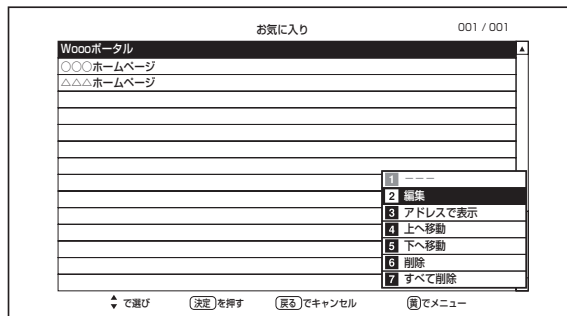 お気に入り 001 / 001
Woooポータル
○○○ホームページ
△△△ホームページ
1 ーーー
2 編集
3 アドレスで表示
4 上へ移動
5 下へ移動
6 削除
7 すべて削除
で選び 決定を押す 戻るでキャンセル 黄でメニュー